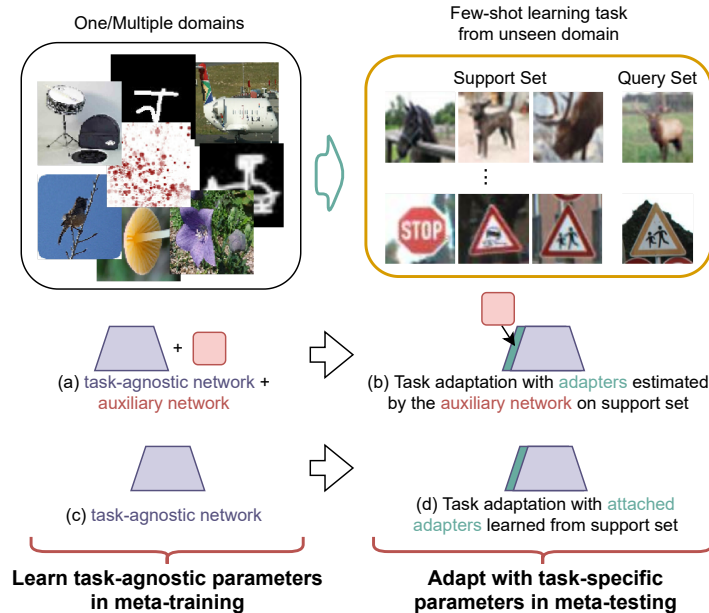 One/Multiple domains
Few-shot learning task
from unseen domain
Support Set
Query Set
⋮
STOP
+
(a) task-agnostic network +
auxiliary network
(b) Task adaptation with adapters estimated
by the auxiliary network on support set
(c) task-agnostic network
(d) Task adaptation with attached
adapters learned from support set
Learn task-agnostic parameters
in meta-training
Adapt with task-specific
parameters in meta-testing